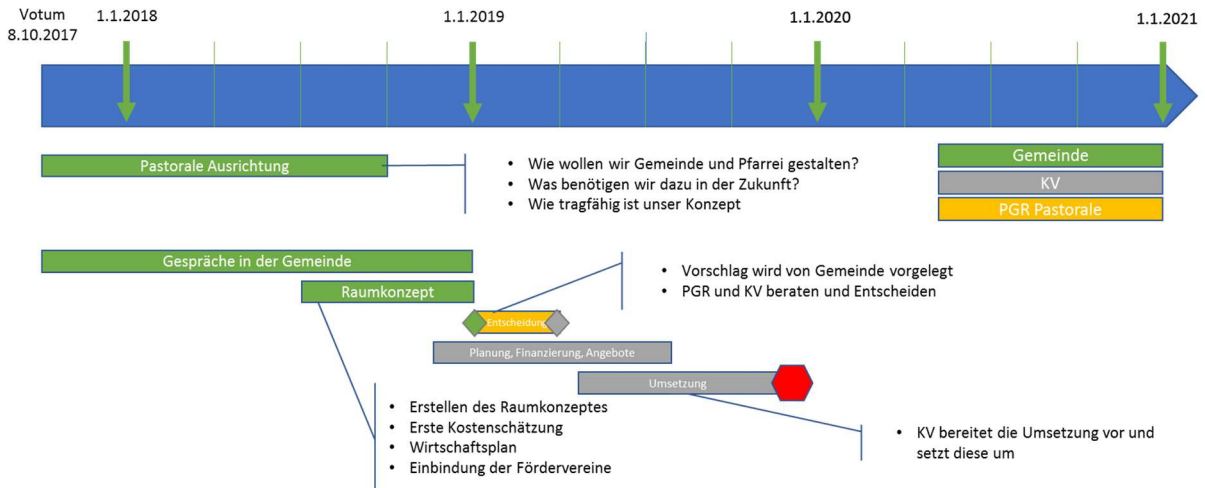 Votum
8.10.2017
1.1.2018
1.1.2019
1.1.2020
1.1.2021
Pastorale Ausrichtung
• Wie wollen wir Gemeinde und Pfarrei gestalten?
• Was benötigen wir dazu in der Zukunft?
• Wie tragfähig ist unser Konzept
Gemeinde
KV
PGR Pastorale
Gespräche in der Gemeinde
Raumkonzept
• Vorschlag wird von Gemeinde vorgelegt
• PGR und KV beraten und Entscheiden
Entscheidung
Planung, Finanzierung, Angebote
Umsetzung
• Erstellen des Raumkonzeptes
• Erste Kostenschätzung
• Wirtschaftsplan
• Einbindung der Fördervereine
• KV bereitet die Umsetzung vor und
setzt diese um